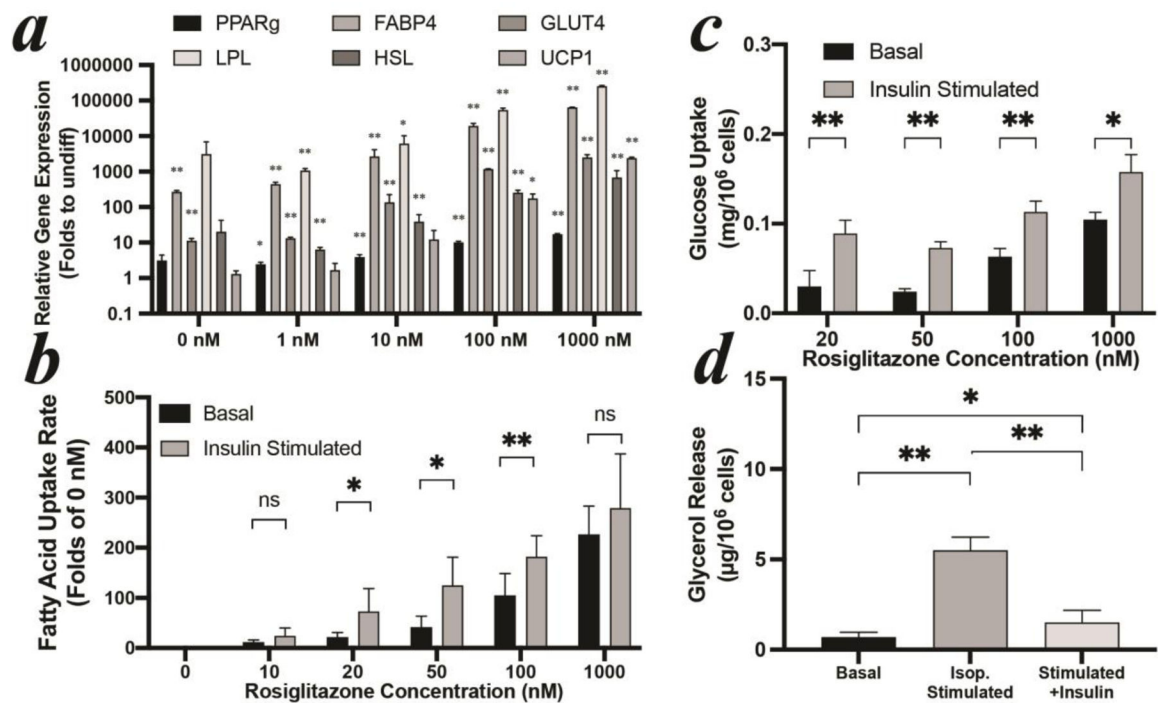 a
PPARg FABP4 GLUT4
LPL HSL UCP1
Relative Gene Expression
(Folds to undiff)
1000000
100000
10000
1000
100
10
1
0.1
** ** * ** ** ** ** ** * ** ** ** ** ** ** * ** ** ** ** ** **
0 nM 1 nM 10 nM 100 nM 1000 nM
b
Fatty Acid Uptake Rate
(Folds of 0 nM)
500
400
300
200
100
0
Basal
Insulin Stimulated
ns * * ** ns
0 10 20 50 100 1000
Rosiglitazone Concentration (nM)
c
Glucose Uptake
(mg/10⁶ cells)
0.3
0.2
0.1
0.0
Basal
Insulin Stimulated
** ** ** *
20 50 100 1000
Rosiglitazone Concentration (nM)
d
Glycerol Release
(µg/10⁶ cells)
15
10
5
0
*
** **
Basal Isop. Stimulated
Stimulated +Insulin